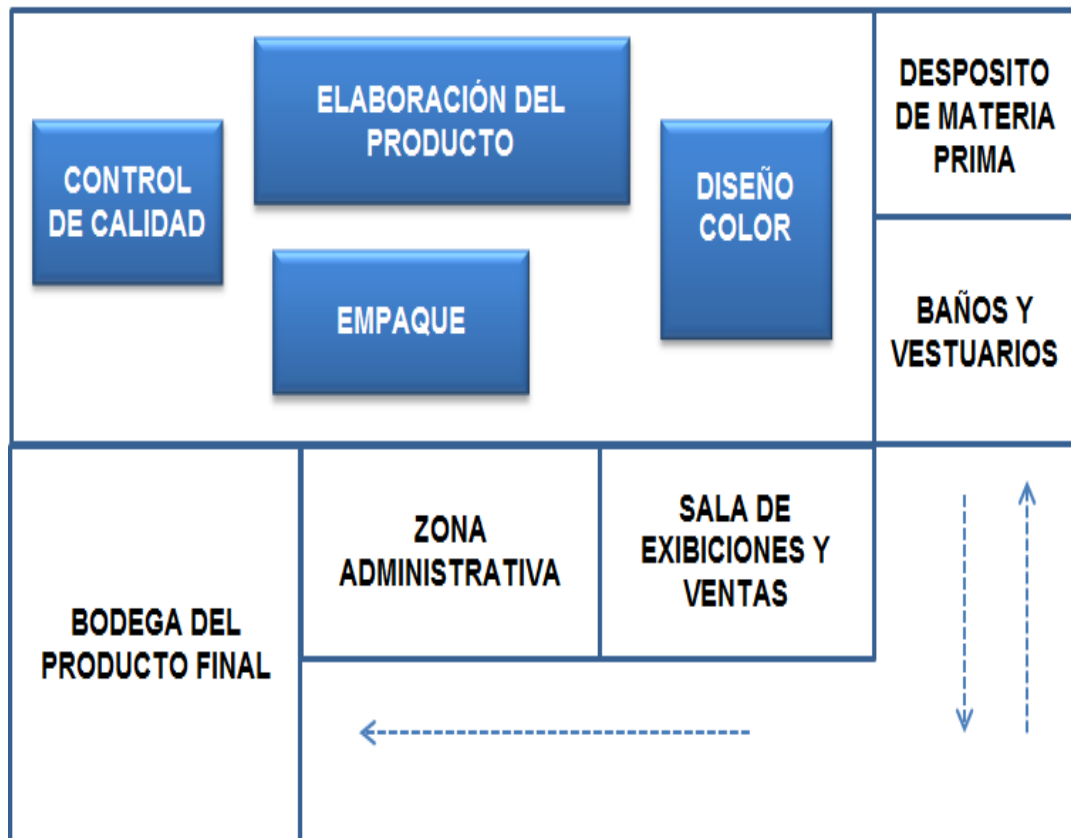 ELABORACIÓN DEL
PRODUCTO
CONTROL
DE CALIDAD
DISEÑO
COLOR
EMPAQUE
DESPOSITO
DE MATERIA
PRIMA
BAÑOS Y
VESTUARIOS
BODEGA DEL
PRODUCTO FINAL
ZONA
ADMINISTRATIVA
SALA DE
EXIBICIONES Y
VENTAS